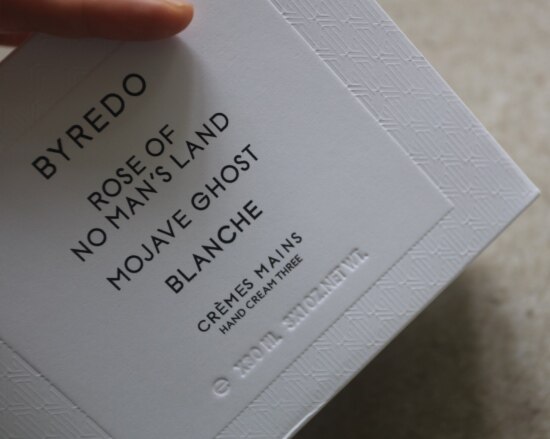 BYREDO
ROSE OF
NO MAN'S LAND
MOJAVE GHOST
BLANCHE
CRÈMES MAINS
HAND CREAM THREE